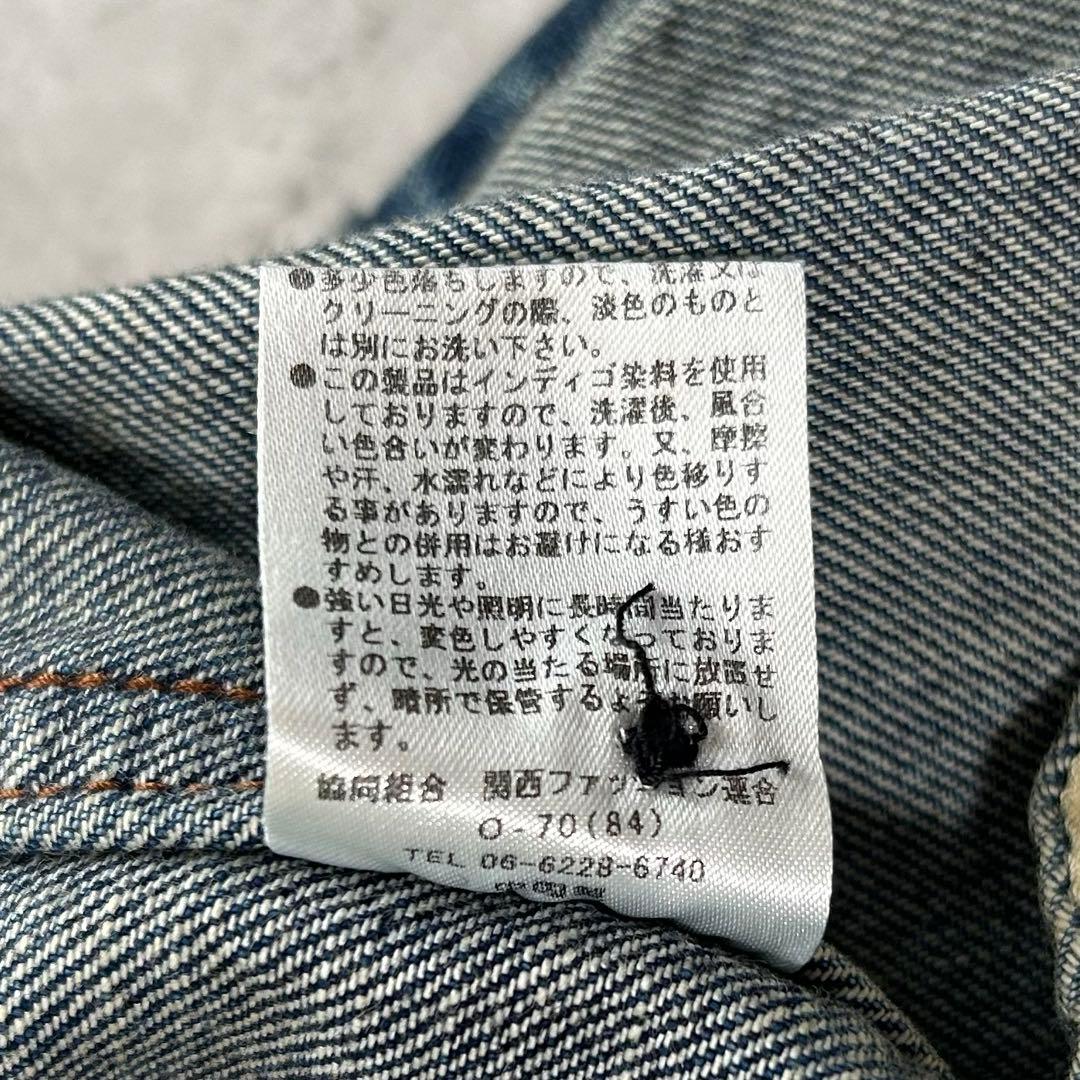 ●多少色落ちしますので、洗濯又は
クリーニングの際、淡色のものと
は別にお洗い下さい。
●この製品はインディゴ染料を使用
しておりますので、洗濯後、風合
い色合いが変わります。又、摩擦
や汗、水濡れなどにより色移りす
る事がありますので、うすい色の
物との併用はお避けになる様おす
すめします。
●強い日光や照明に長時間当たりま
すと、変色しやすくなっておりま
すので、光の当たる場所に放置せ
ず、暗所で保管するようお願いし
ます。
協同組合 関西ファッション連合
O-70(84)
TEL 06-6228-6740